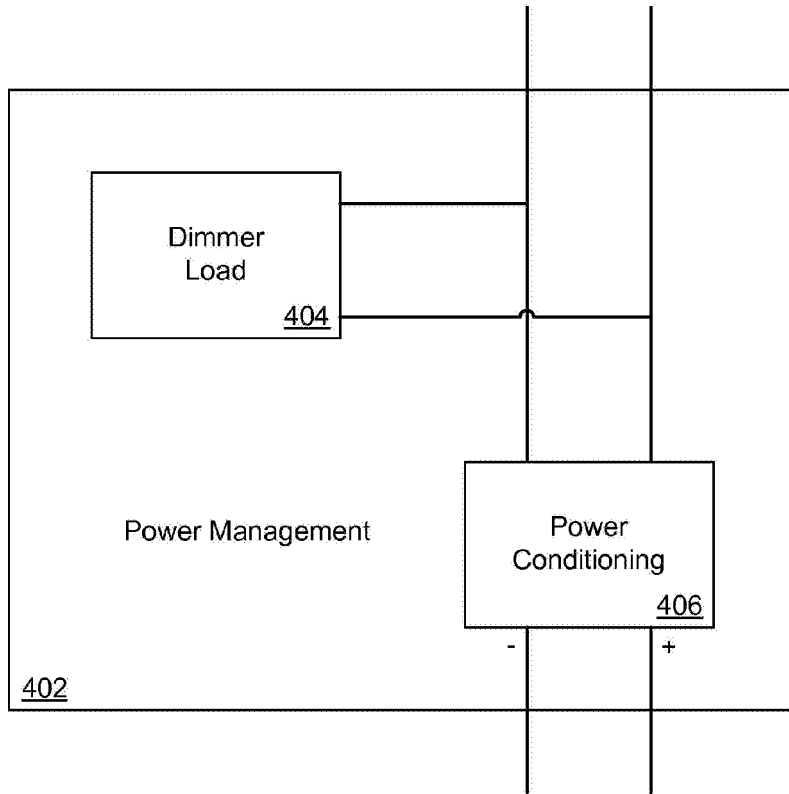 Dimmer
Load
404
Power Management
Power
Conditioning
406
- +
402